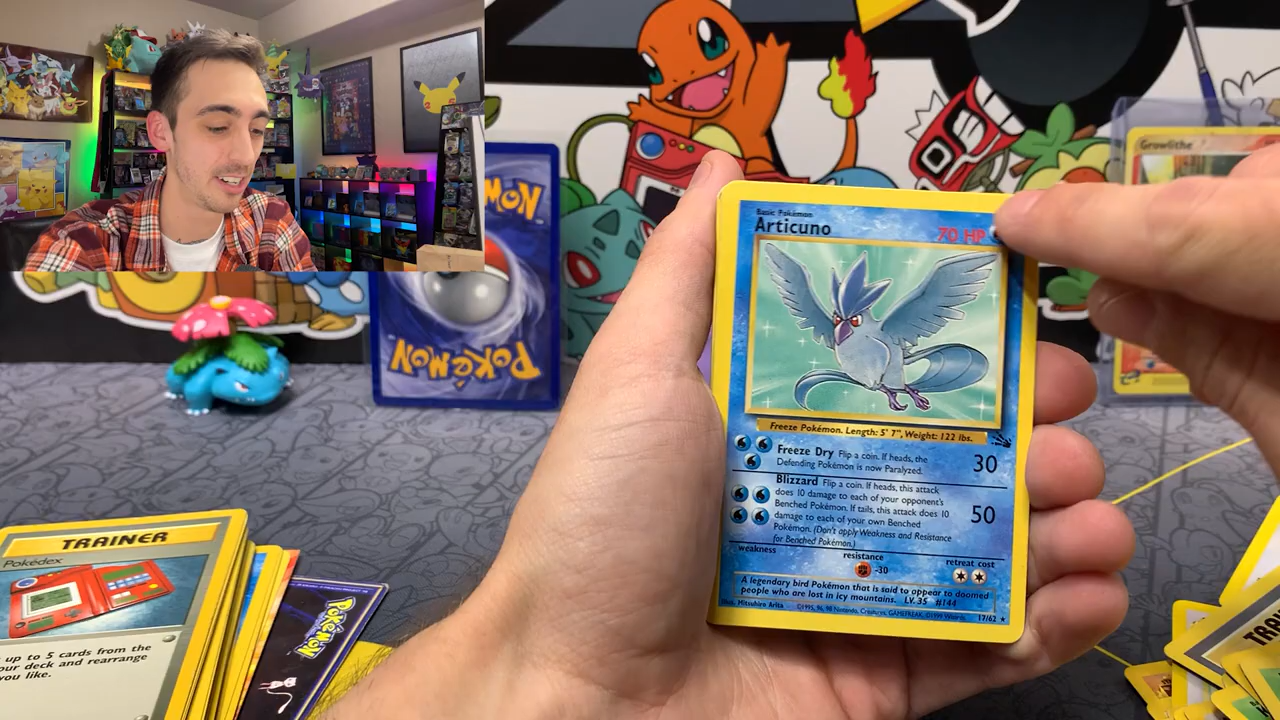 Basic Pokémon
Articuno
70 HP
Freeze Pokémon. Length: 5' 7", Weight: 122 lbs.
Freeze Dry Flip a coin. If heads, the
Defending Pokémon is now Paralyzed.
30
Blizzard Flip a coin. If heads, this attack
does 10 damage to each of your opponent's
Benched Pokémon. If tails, this attack does 10
damage to each of your own Benched
Pokémon. (Don't apply Weakness and Resistance
for Benched Pokémon.)
50
weakness
resistance
-30
retreat cost
A legendary bird Pokémon that is said to appear to doomed
people who are lost in icy mountains. LV. 35 #144
Illus. Mitsuhiro Arita
©1995, 96, 98 Nintendo, Creatures, GAMEFREAK. ©1999 Wizards.
17/62
TRAINER
Pokédex
up to 5 cards from the
our deck and rearrange
you like.
POKéMON
MON
POKéMON
Growlithe
TRAI